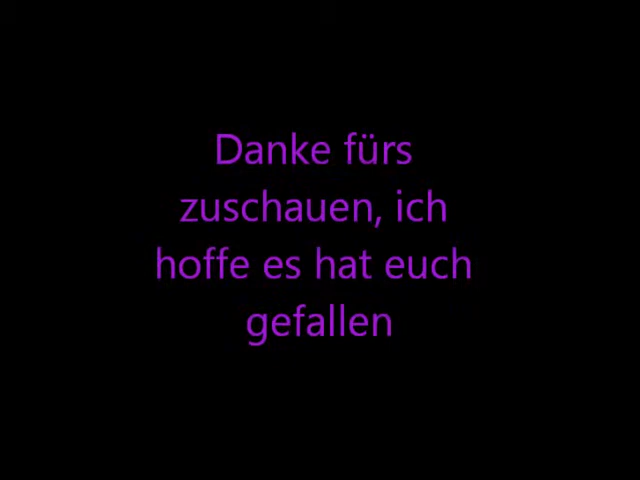 Danke fürs
zuschauen, ich
hoffe es hat euch
gefallen